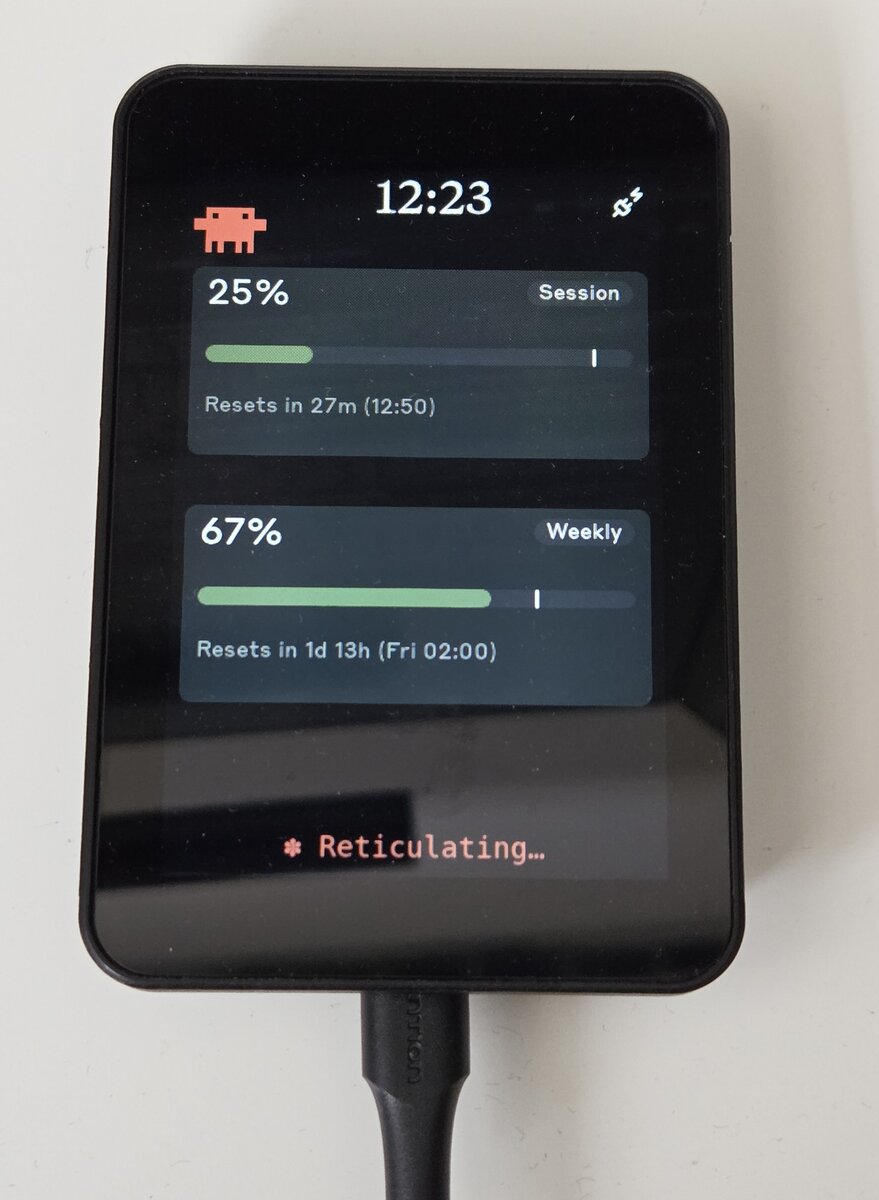 12:23
25%
Session
Resets in 27m (12:50)
67%
Weekly
Resets in 1d 13h (Fri 02:00)
✽ Reticulating…